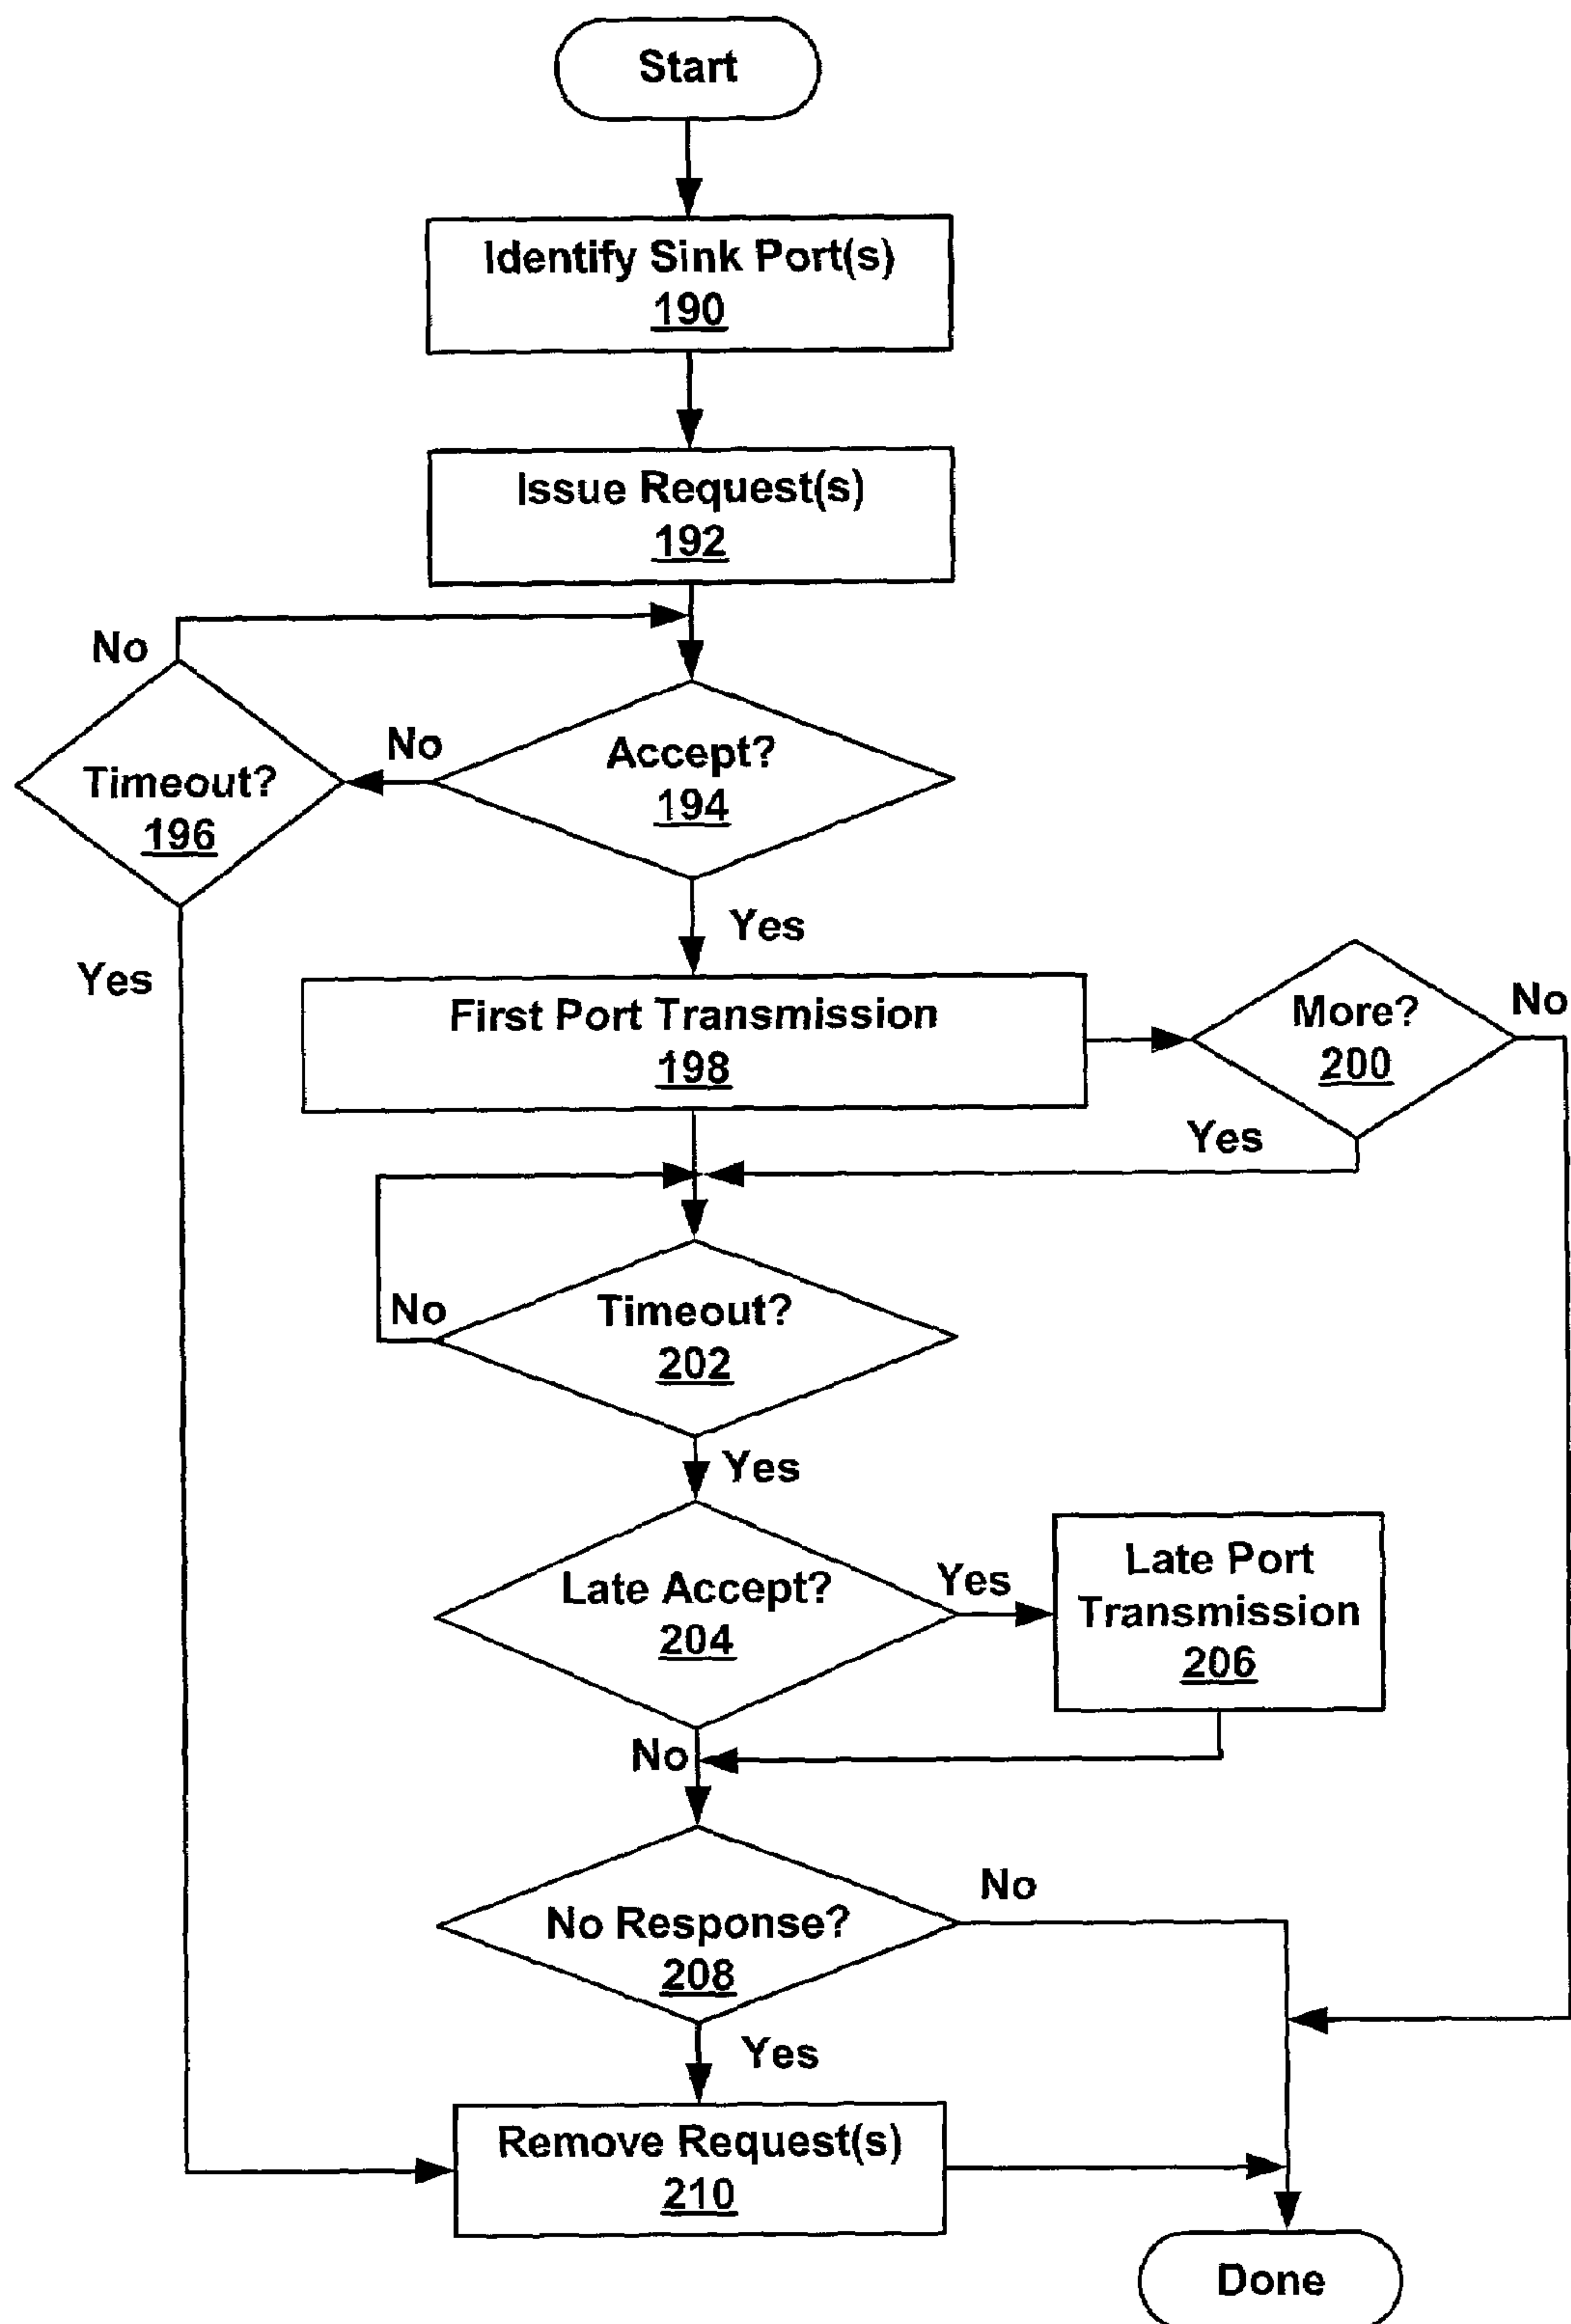 Start
Identify Sink Port(s)
190
Issue Request(s)
192
No
No
Accept?
194
Timeout?
196
Yes
Yes
First Port Transmission
198
More?
200
No
Yes
No
Timeout?
202
Yes
Late Accept?
204
Yes
Late Port
Transmission
206
No
No Response?
208
No
Yes
Remove Request(s)
210
Done